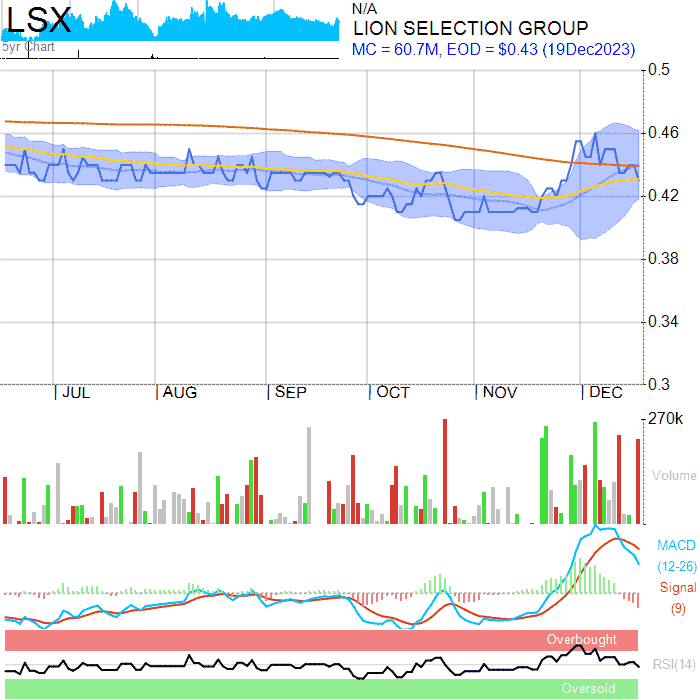 LSX
N/A
LION SELECTION GROUP
5yr Chart
MC = 60.7M, EOD = $0.43 (19Dec2023)
0.5
0.46
0.42
0.38
0.34
0.3
JUL AUG SEP OCT NOV DEC
270k
Volume
MACD
(12-26)
Signal
(9)
Overbought
RSI(14)
Oversold